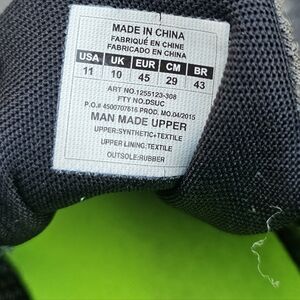 MADE IN CHINA
FABRIQUÉ EN CHINE
FABRICADO EN CHINA
USA UK EUR CM BR
11 10 45 29 43
ART NO.1255123-308
FTY NO.DSUC
P.O.# 4500707616 PROD. MO.04/2015
MAN MADE UPPER
UPPER:SYNTHETIC+TEXTILE
UPPER LINING:TEXTILE
OUTSOLE:RUBBER